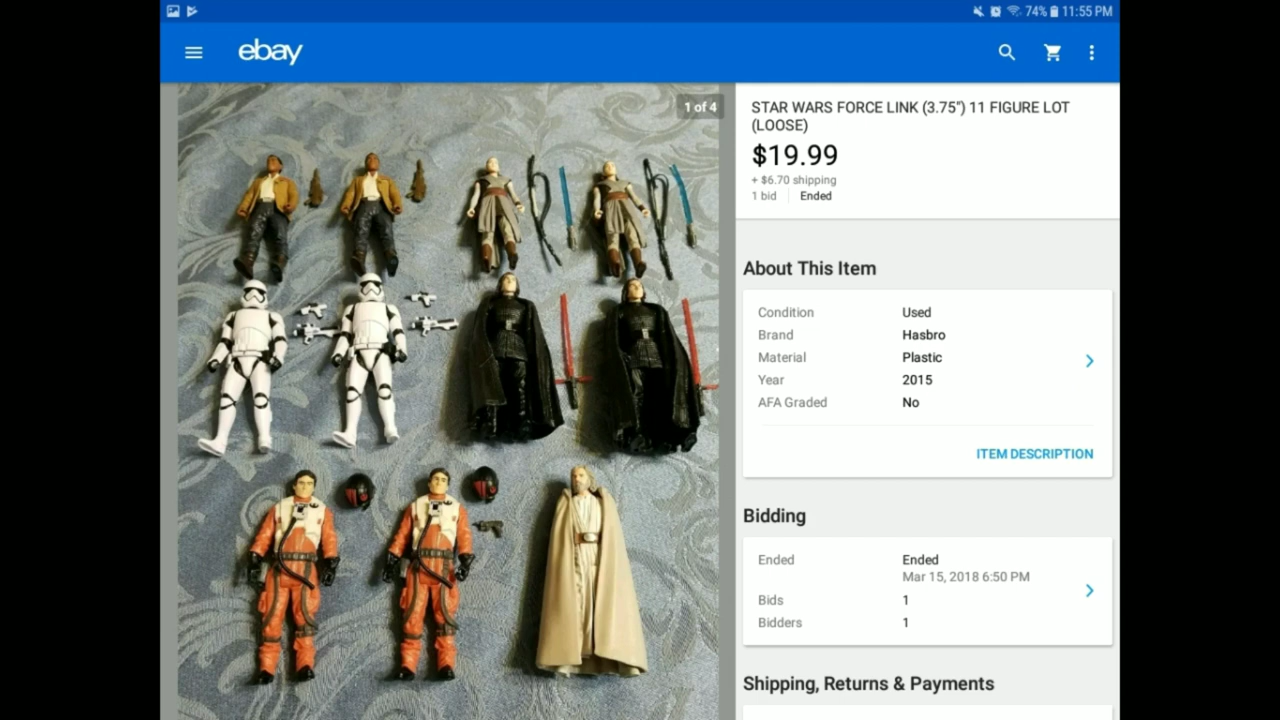 74% 11:55 PM
ebay
1 of 4
STAR WARS FORCE LINK (3.75") 11 FIGURE LOT
(LOOSE)
$19.99
+ $6.70 shipping
1 bid Ended
About This Item
Condition Used
Brand Hasbro
Material Plastic
Year 2015
AFA Graded No
ITEM DESCRIPTION
Bidding
Ended Ended
Mar 15, 2018 6:50 PM
Bids 1
Bidders 1
Shipping, Returns & Payments